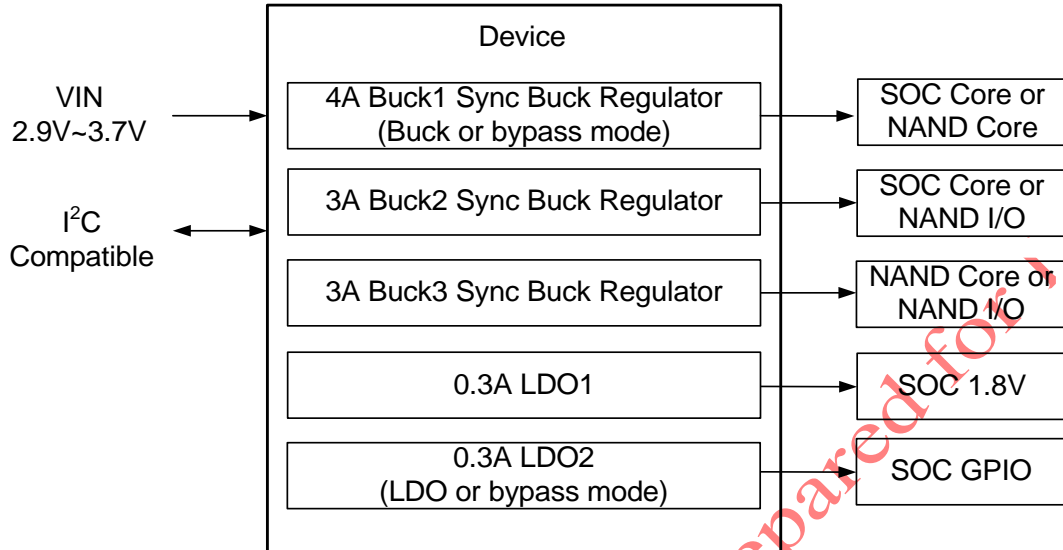 Device
VIN
2.9V~3.7V
I²C
Compatible
4A Buck1 Sync Buck Regulator
(Buck or bypass mode)
SOC Core or
NAND Core
3A Buck2 Sync Buck Regulator
SOC Core or
NAND I/O
3A Buck3 Sync Buck Regulator
NAND Core or
NAND I/O
0.3A LDO1
SOC 1.8V
0.3A LDO2
(LDO or bypass mode)
SOC GPIO
for